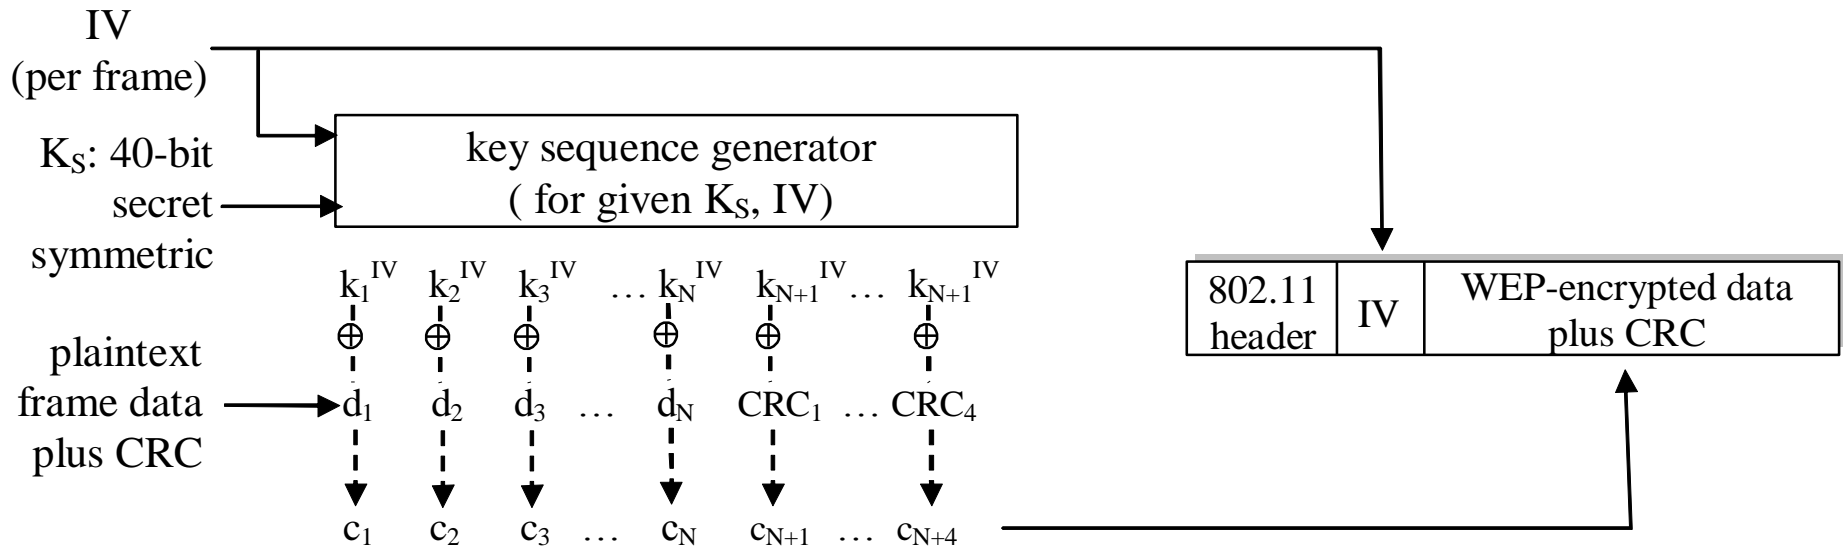 IV
(per frame)
K_S: 40-bit
secret
symmetric
key sequence generator
( for given K_S, IV)
k_1^IV k_2^IV k_3^IV … k_N^IV k_N+1^IV … k_N+1^IV
802.11
header
IV
WEP-encrypted data
plus CRC
plaintext
frame data
plus CRC
d_1 d_2 d_3 … d_N CRC_1 … CRC_4
c_1 c_2 c_3 … c_N c_N+1 … c_N+4